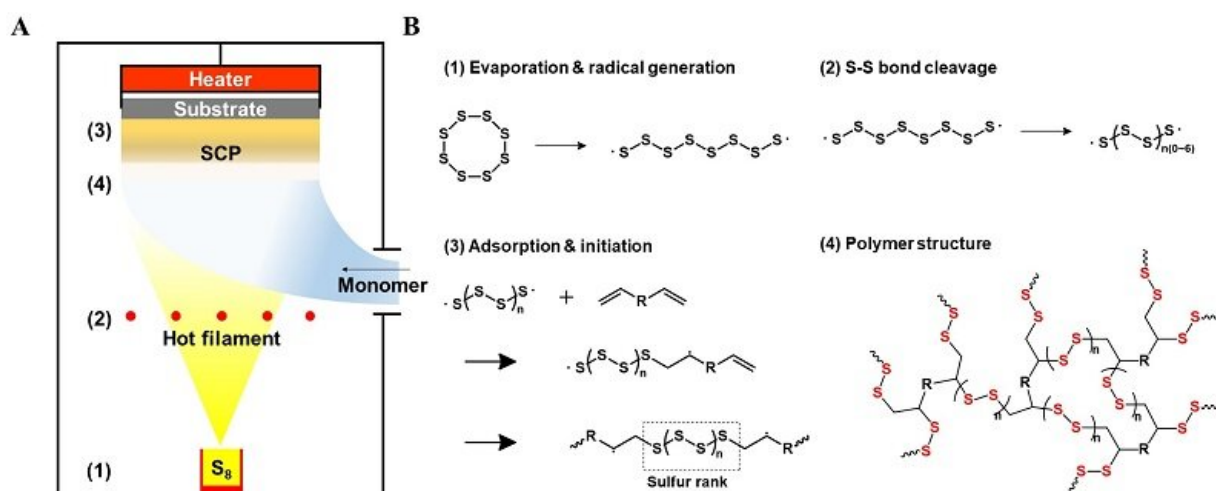 A
B
Heater
Substrate
(3)
SCP
(4)
Monomer
(2)
Hot filament
(1)
S8
(1) Evaporation & radical generation
S S
S S
S S
S S
·S S S S S S S S·
(2) S-S bond cleavage
·S S S S S S S S·
·S(S S)S·
n(0–6)
(3) Adsorption & initiation
·S(S S)S·
n
+
R
·S(S S)S
n
R
R
S(S S)S
n
R
Sulfur rank
(4) Polymer structure
S S
S S
S S
S S
S S
R
S S
n
R
S S
n
R
S S
n
S S
n
R
S S
n
R
S S
S S
S S
S S